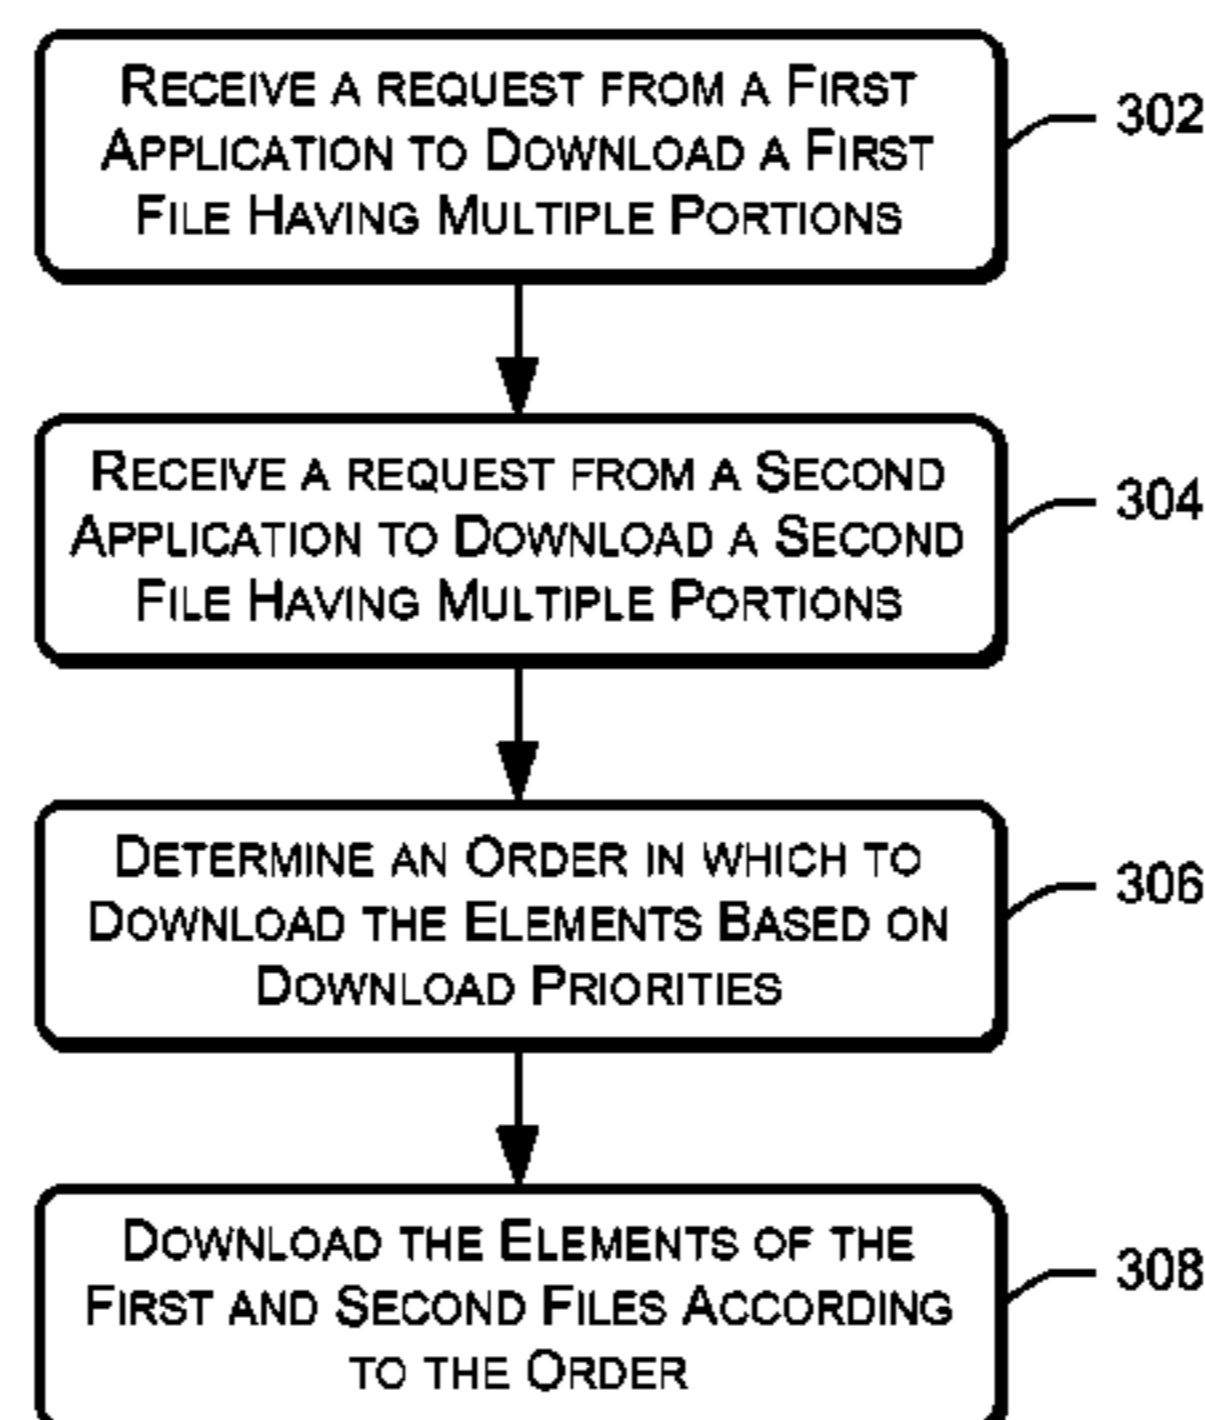 RECEIVE A REQUEST FROM A FIRST
APPLICATION TO DOWNLOAD A FIRST
FILE HAVING MULTIPLE PORTIONS
302
RECEIVE A REQUEST FROM A SECOND
APPLICATION TO DOWNLOAD A SECOND
FILE HAVING MULTIPLE PORTIONS
304
DETERMINE AN ORDER IN WHICH TO
DOWNLOAD THE ELEMENTS BASED ON
DOWNLOAD PRIORITIES
306
DOWNLOAD THE ELEMENTS OF THE
FIRST AND SECOND FILES ACCORDING
TO THE ORDER
308